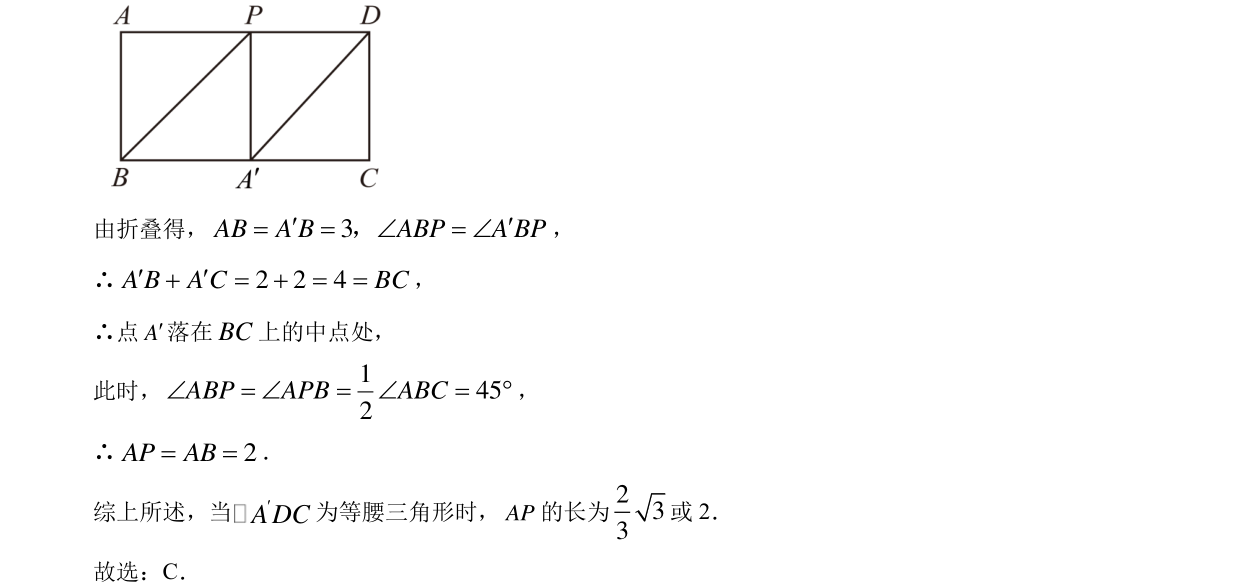 A P D
B A′ C
由折叠得，AB = A′B = 3，∠ABP = ∠A′BP，
∴ A′B + A′C = 2 + 2 = 4 = BC，
∴点 A′ 落在 BC 上的中点处，
此时，∠ABP = ∠APB = 1/2 ∠ABC = 45°，
∴ AP = AB = 2．
综上所述，当□A′DC 为等腰三角形时，AP 的长为 2/3 √3 或 2．
故选：C．